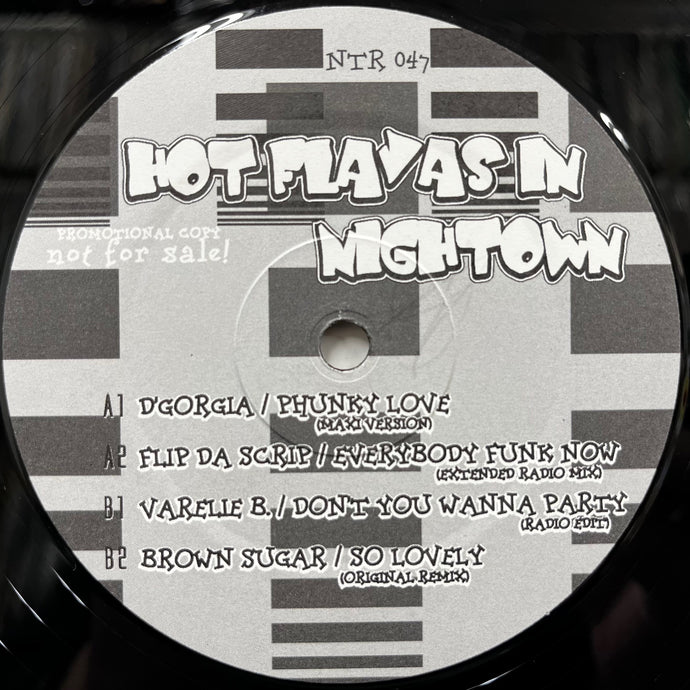 NTR 047
HOT FLAVAS IN
NIGHTOWN
PROMOTIONAL COPY
not for sale!
A1 D'GORGIA / PHUNKY LOVE
(MAXI VERSION)
A2 FLIP DA SCRIP / EVERYBODY FUNK NOW
(EXTENDED RADIO MIX)
B1 VARELIE B. / DON'T YOU WANNA PARTY
(RADIO EDIT)
B2 BROWN SUGAR / SO LOVELY
(ORIGINAL REMIX)